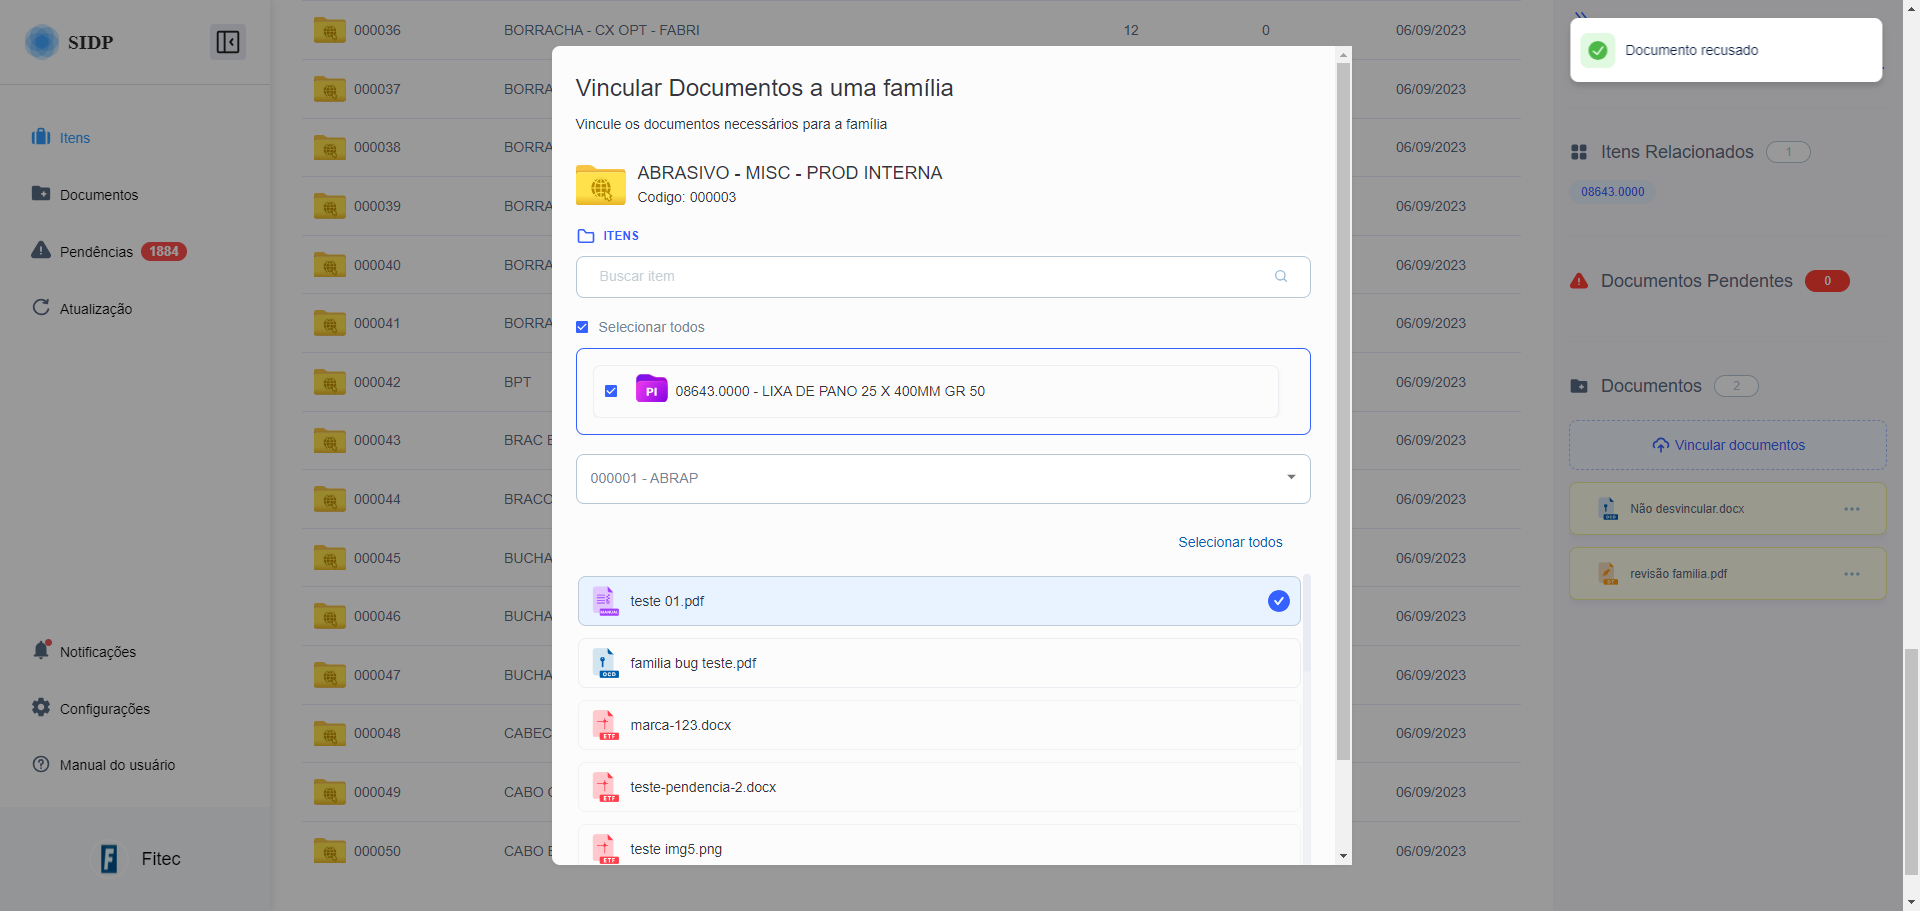 SIDP
Itens
Documentos
Pendências 1884
Atualização
Notificações
Configurações
Manual do usuário
Fitec
000036 BORRACHA - CX OPT - FABRI 12 0 06/09/2023
000037 BORRA 06/09/2023
000038 BORRA 06/09/2023
000039 BORRA 06/09/2023
000040 BORRA 06/09/2023
000041 BORRA 06/09/2023
000042 BPT 06/09/2023
000043 BRAC E 06/09/2023
000044 BRACC 06/09/2023
000045 BUCHA 06/09/2023
000046 BUCHA 06/09/2023
000047 BUCHA 06/09/2023
000048 CABEC 06/09/2023
000049 CABO 06/09/2023
000050 CABO 06/09/2023
Vincular Documentos a uma família
Vincule os documentos necessários para a família
ABRASIVO - MISC - PROD INTERNA
Codigo: 000003
ITENS
Buscar item
Selecionar todos
PI 08643.0000 - LIXA DE PANO 25 X 400MM GR 50
000001 - ABRAP
Selecionar todos
MANUAL teste 01.pdf
OCD familia bug teste.pdf
ETF marca-123.docx
ETF teste-pendencia-2.docx
ETF teste img5.png
Documento recusado
Itens Relacionados 1
08643.0000
Documentos Pendentes 0
Documentos 2
Vincular documentos
OCD Não desvincular.docx
revisão familia.pdf